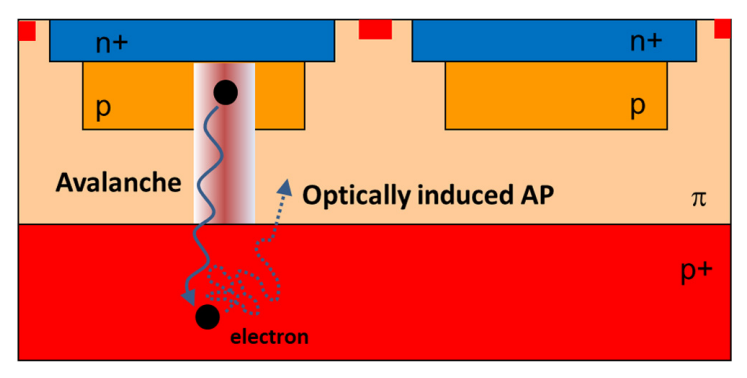 n+
n+
p
p
Avalanche
Optically induced AP
π
p+
electron